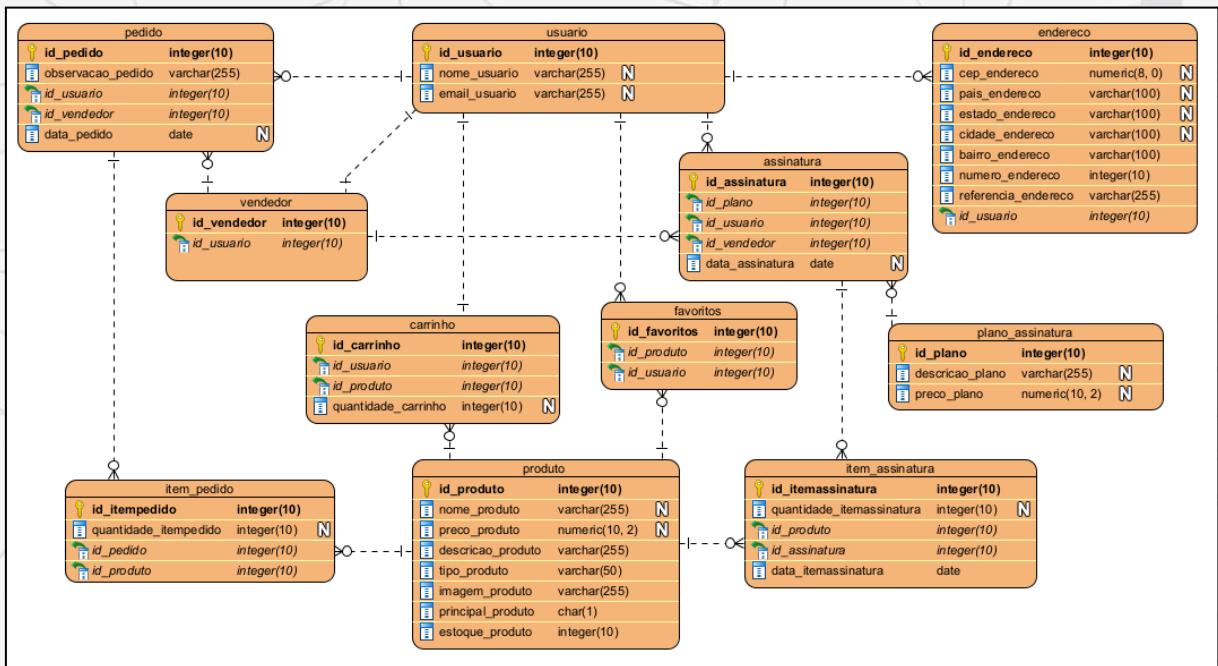 pedido
id_pedido integer(10)
observacao_pedido varchar(255)
id_usuario integer(10)
id_vendedor integer(10)
data_pedido date N
usuario
id_usuario integer(10)
nome_usuario varchar(255) N
email_usuario varchar(255) N
endereco
id_endereco integer(10)
cep_endereco numeric(8, 0) N
pais_endereco varchar(100) N
estado_endereco varchar(100) N
cidade_endereco varchar(100) N
bairro_endereco varchar(100)
numero_endereco integer(10)
referencia_endereco varchar(255)
id_usuario integer(10)
vendedor
id_vendedor integer(10)
id_usuario integer(10)
assinatura
id_assinatura integer(10)
id_plano integer(10)
id_usuario integer(10)
id_vendedor integer(10)
data_assinatura date N
carrinho
id_carrinho integer(10)
id_usuario integer(10)
id_produto integer(10)
quantidade_carrinho integer(10) N
favoritos
id_favoritos integer(10)
id_produto integer(10)
id_usuario integer(10)
plano_assinatura
id_plano integer(10)
descricao_plano varchar(255) N
preco_plano numeric(10, 2) N
item_pedido
id_itempedido integer(10)
quantidade_itempedido integer(10) N
id_pedido integer(10)
id_produto integer(10)
produto
id_produto integer(10)
nome_produto varchar(255) N
preco_produto numeric(10, 2) N
descricao_produto varchar(255)
tipo_produto varchar(50)
imagem_produto varchar(255)
principal_produto char(1)
estoque_produto integer(10)
item_assinatura
id_itemassinatura integer(10)
quantidade_itemassinatura integer(10) N
id_produto integer(10)
id_assinatura integer(10)
data_itemassinatura date